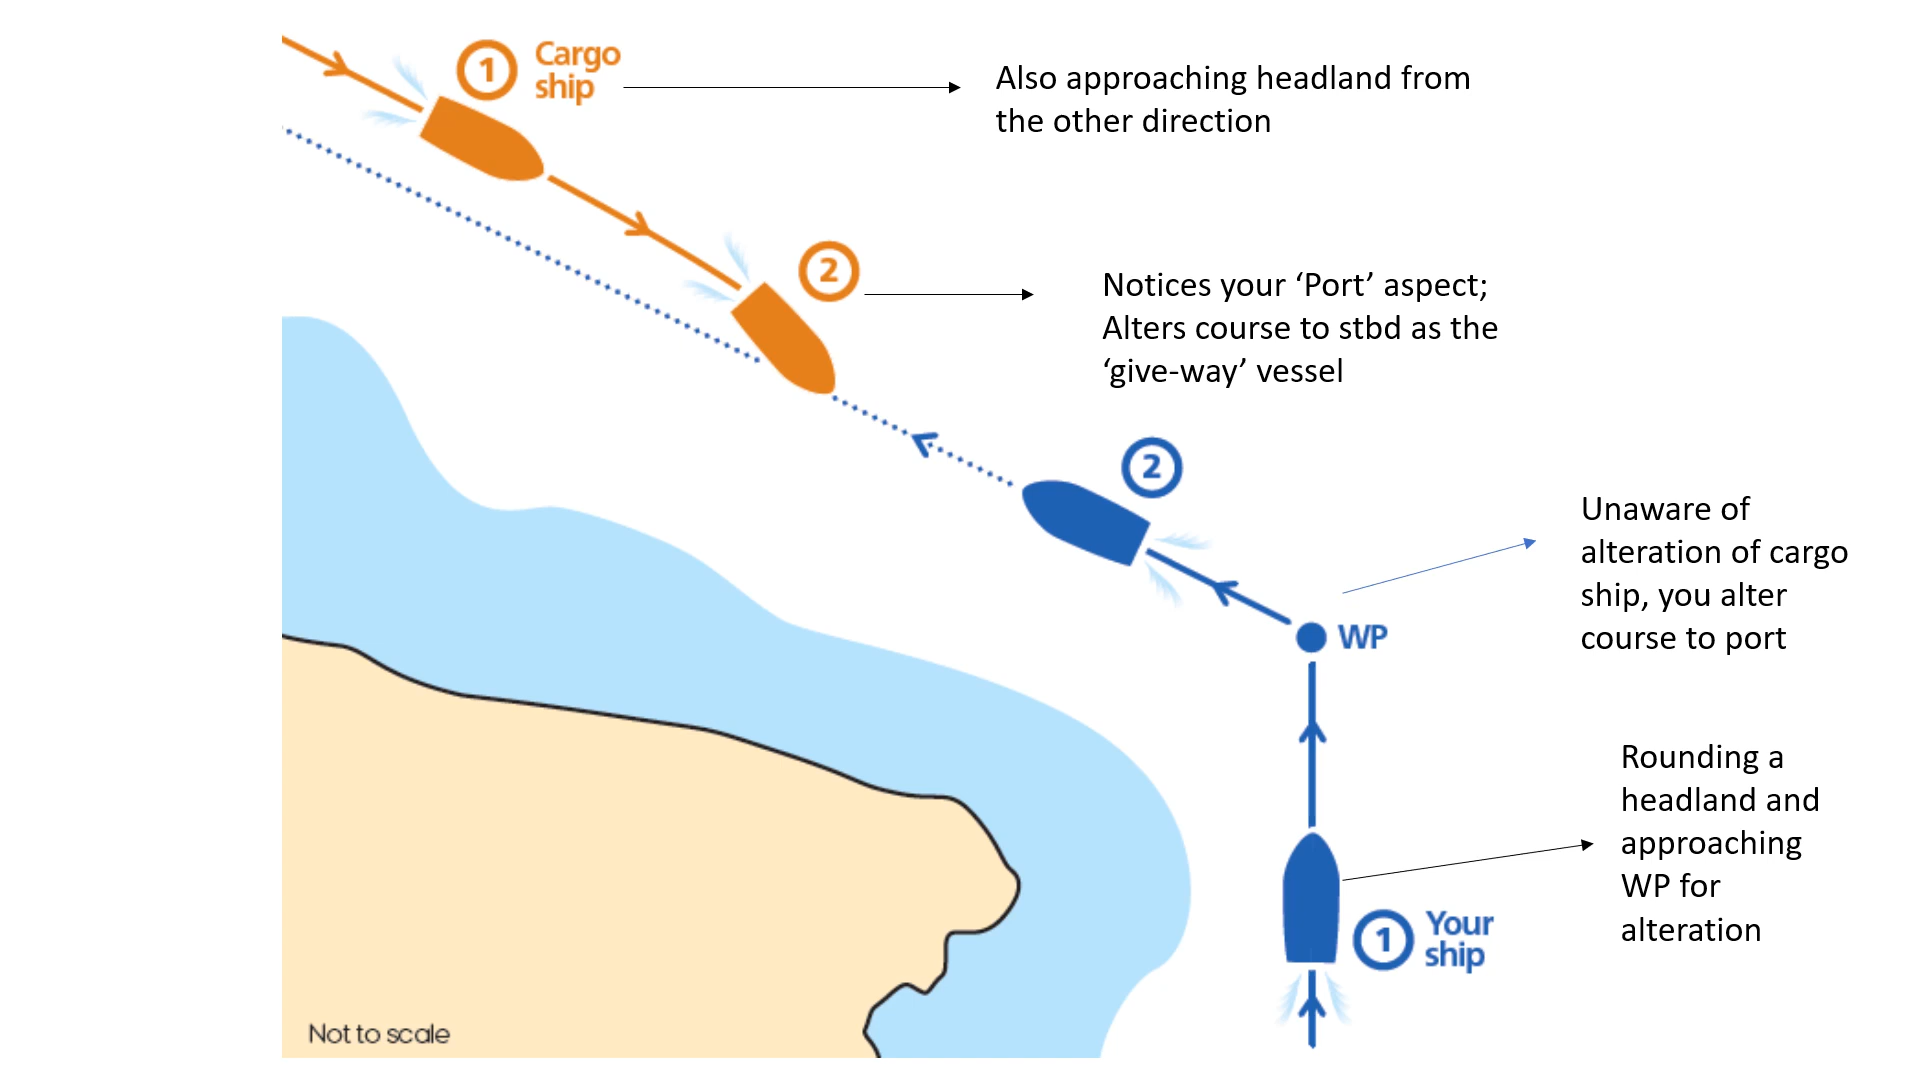 1 Cargo
ship
Also approaching headland from
the other direction
2
Notices your ‘Port’ aspect;
Alters course to stbd as the
‘give-way’ vessel
2
Unaware of
alteration of cargo
ship, you alter
course to port
WP
Rounding a
headland and
approaching
WP for
alteration
1 Your
ship
Not to scale